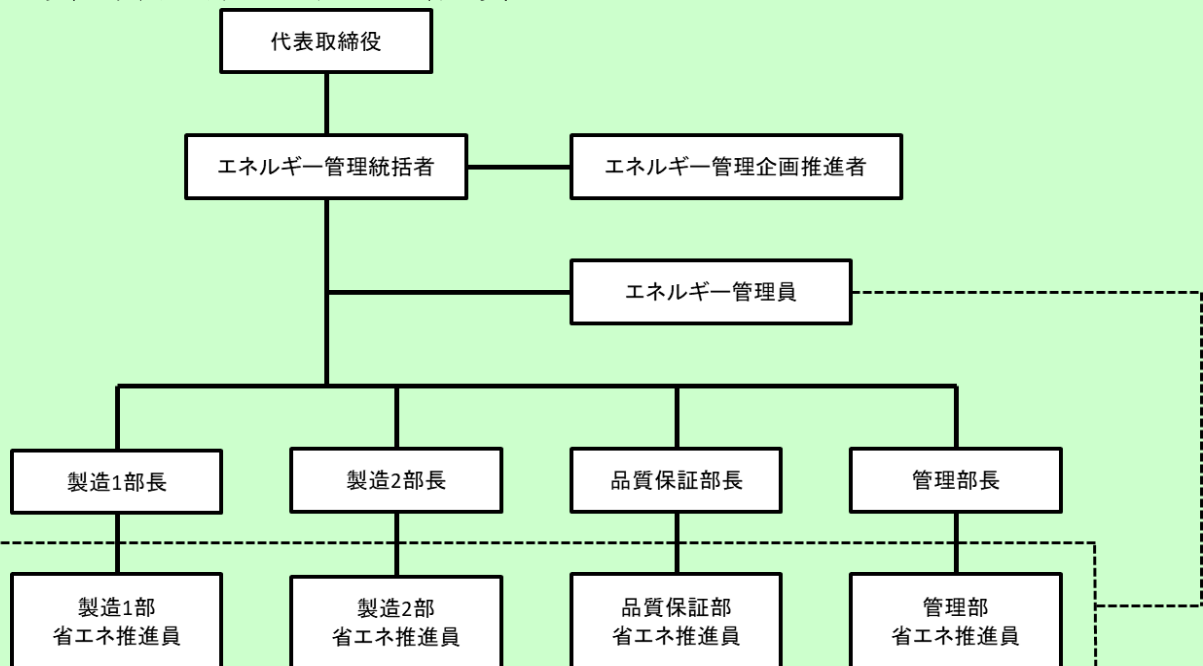 代表取締役
エネルギー管理統括者
エネルギー管理企画推進者
エネルギー管理員
製造1部長
製造2部長
品質保証部長
管理部長
製造1部
省エネ推進員
製造2部
省エネ推進員
品質保証部
省エネ推進員
管理部
省エネ推進員